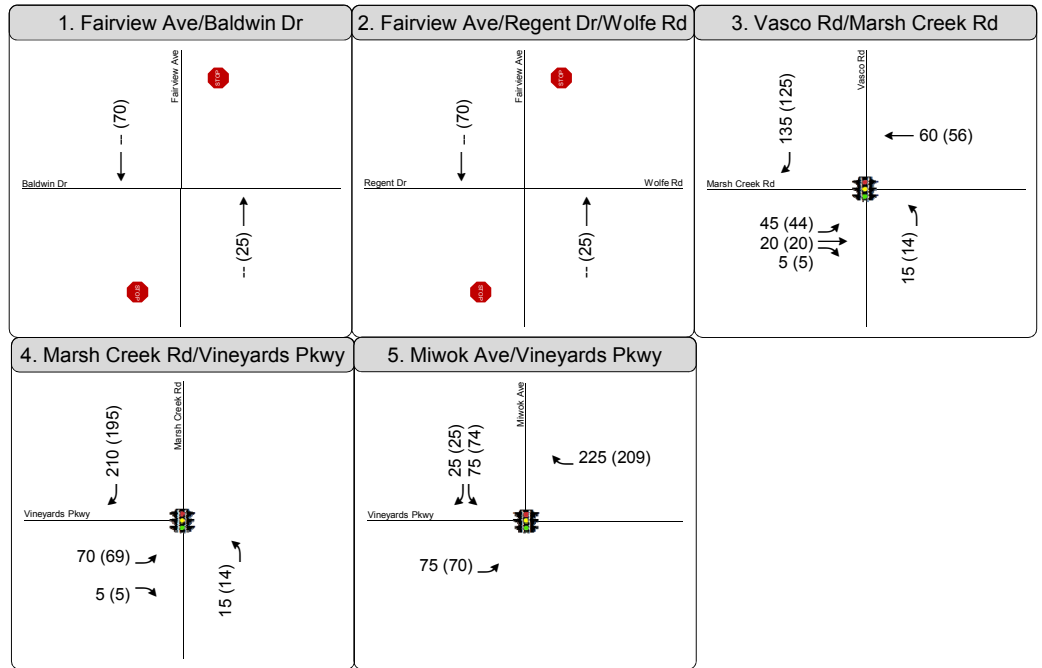 1. Fairview Ave/Baldwin Dr
Fairview Ave
STOP
-- (70)
Baldwin Dr
-- (25)
STOP
2. Fairview Ave/Regent Dr/Wolfe Rd
Fairview Ave
STOP
-- (70)
Regent Dr
Wolfe Rd
-- (25)
STOP
3. Vasco Rd/Marsh Creek Rd
Vasco Rd
135 (125)
60 (56)
Marsh Creek Rd
45 (44)
20 (20)
5 (5)
15 (14)
4. Marsh Creek Rd/Vineyards Pkwy
Marsh Creek Rd
210 (195)
Vineyards Pkwy
70 (69)
5 (5)
15 (14)
5. Miwok Ave/Vineyards Pkwy
Miwok Ave
25 (25)
75 (74)
225 (209)
Vineyards Pkwy
75 (70)